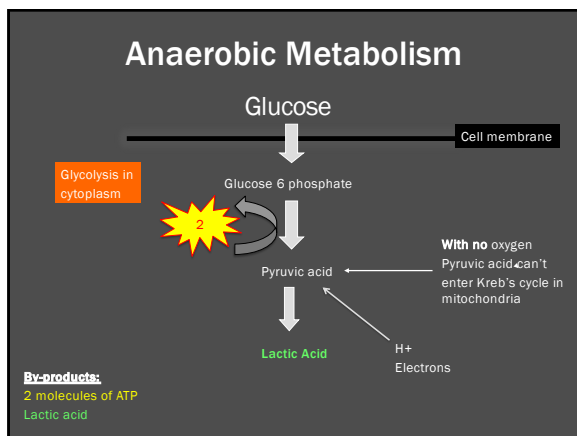 Anaerobic Metabolism
Glucose
Cell membrane
Glycolysis in
cytoplasm
Glucose 6 phosphate
2
With no oxygen
Pyruvic acid can't
enter Kreb's cycle in
mitochondria
Pyruvic acid
Lactic Acid
H+
Electrons
By-products:
2 molecules of ATP
Lactic acid